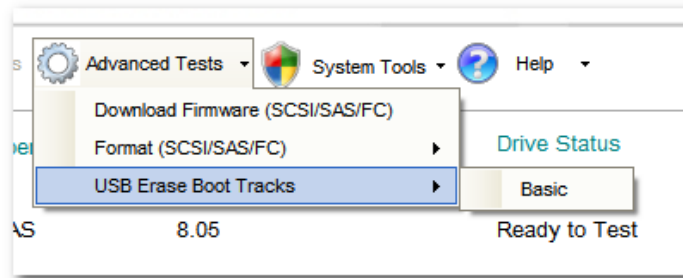 s Advanced Tests System Tools Help
Download Firmware (SCSI/SAS/FC)
Format (SCSI/SAS/FC)
Drive Status
USB Erase Boot Tracks
Basic
AS 8.05 Ready to Test